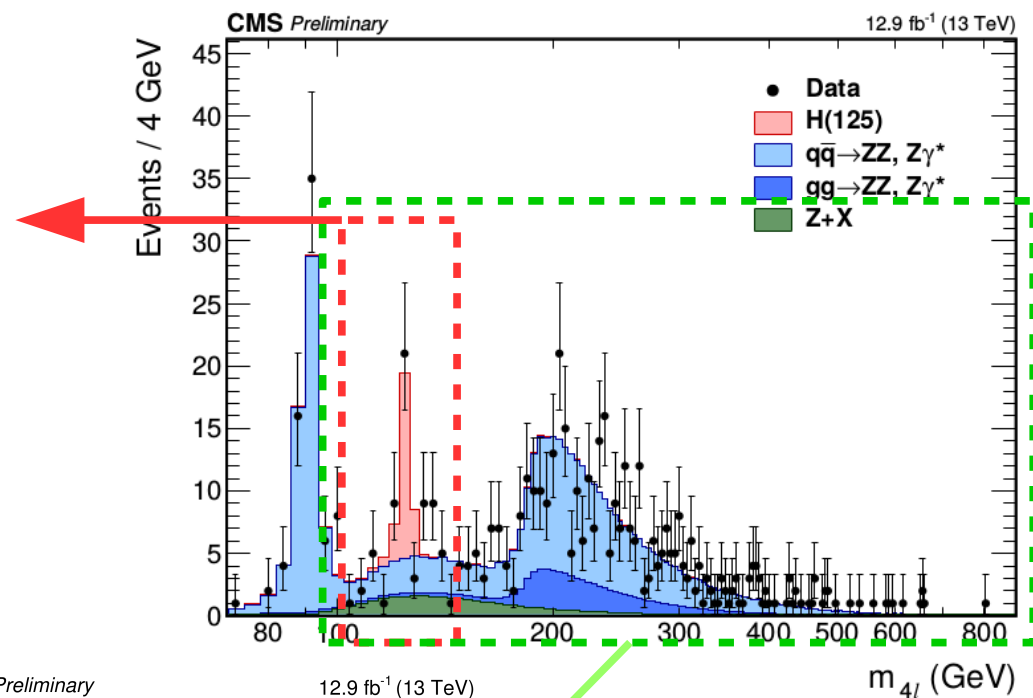 CMS Preliminary 12.9 fb⁻¹ (13 TeV)
Events / 4 GeV
45
40
35
30
25
20
15
10
5
0
Data
H(125)
qq̄→ZZ, Zγ*
gg→ZZ, Zγ*
Z+X
80 100 200 300 400 500 600 800
m₄ₗ (GeV)
Preliminary 12.9 fb⁻¹ (13 TeV)